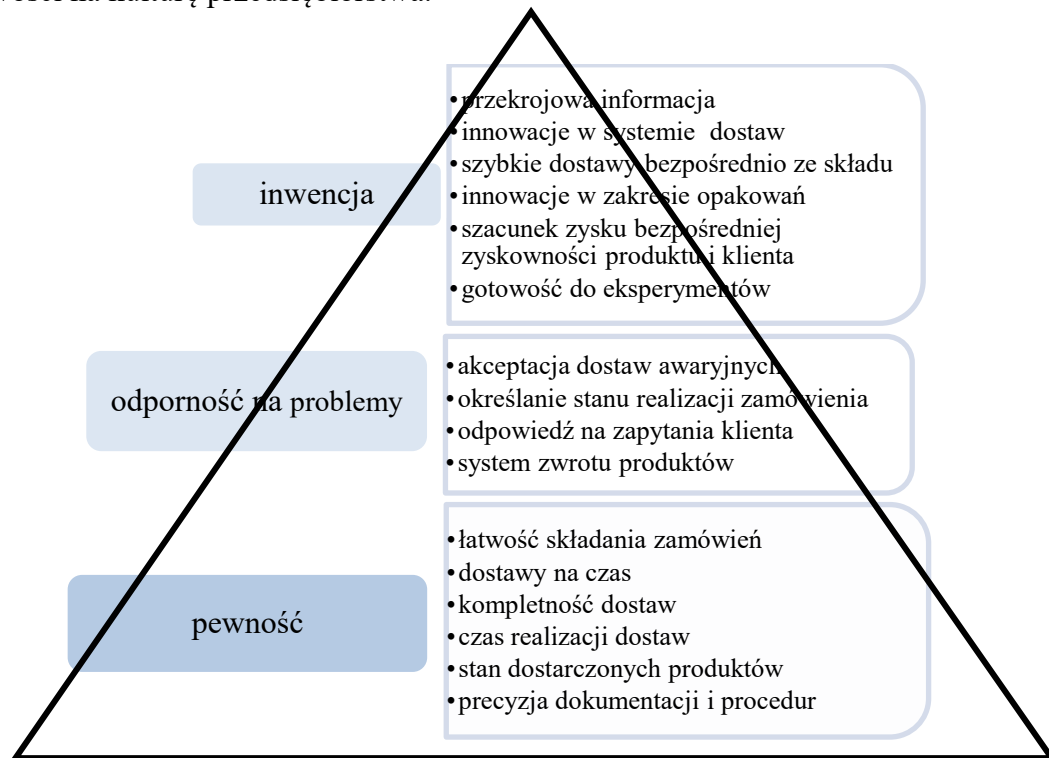 na kulturę przedsiębiorstwa.
inwencja
•przekrojowa informacja
•innowacje w systemie dostaw
•szybkie dostawy bezpośrednio ze składu
•innowacje w zakresie opakowań
•szacunek zysku bezpośredniej
zyskowności produktu i klienta
•gotowość do eksperymentów
odporność na problemy
•akceptacja dostaw awaryjnych
•określanie stanu realizacji zamówienia
•odpowiedź na zapytania klienta
•system zwrotu produktów
pewność
•łatwość składania zamówień
•dostawy na czas
•kompletność dostaw
•czas realizacji dostaw
•stan dostarczonych produktów
•precyzja dokumentacji i procedur